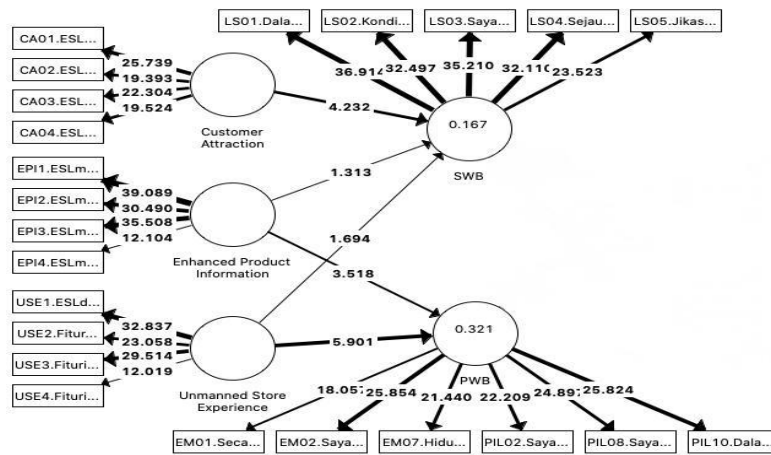 LS01.Dala...
LS02.Kondi...
LS03.Saya...
LS04.Sejau...
LS05.Jikas...
CA01.ESL...
CA02.ESL...
CA03.ESL...
CA04.ESL...
25.739
19.393
22.304
19.524
Customer
Attraction
36.914
32.497
35.210
32.110
23.523
4.232
0.167
SWB
EPI1.ESLm...
EPI2.ESLm...
EPI3.ESLm...
EPI4.ESLm...
39.089
30.490
35.508
12.104
Enhanced Product
Information
1.313
1.694
3.518
USE1.ESLd...
USE2.Fitur...
USE3.Fituri...
USE4.Fituri...
32.837
23.058
29.514
12.019
Unmanned Store
Experience
5.901
0.321
PWB
18.057
25.854
21.440
22.209
24.897
25.824
EM01.Seca...
EM02.Saya...
EM07.Hidu...
PIL02.Saya...
PIL08.Saya...
PIL10.Dala...